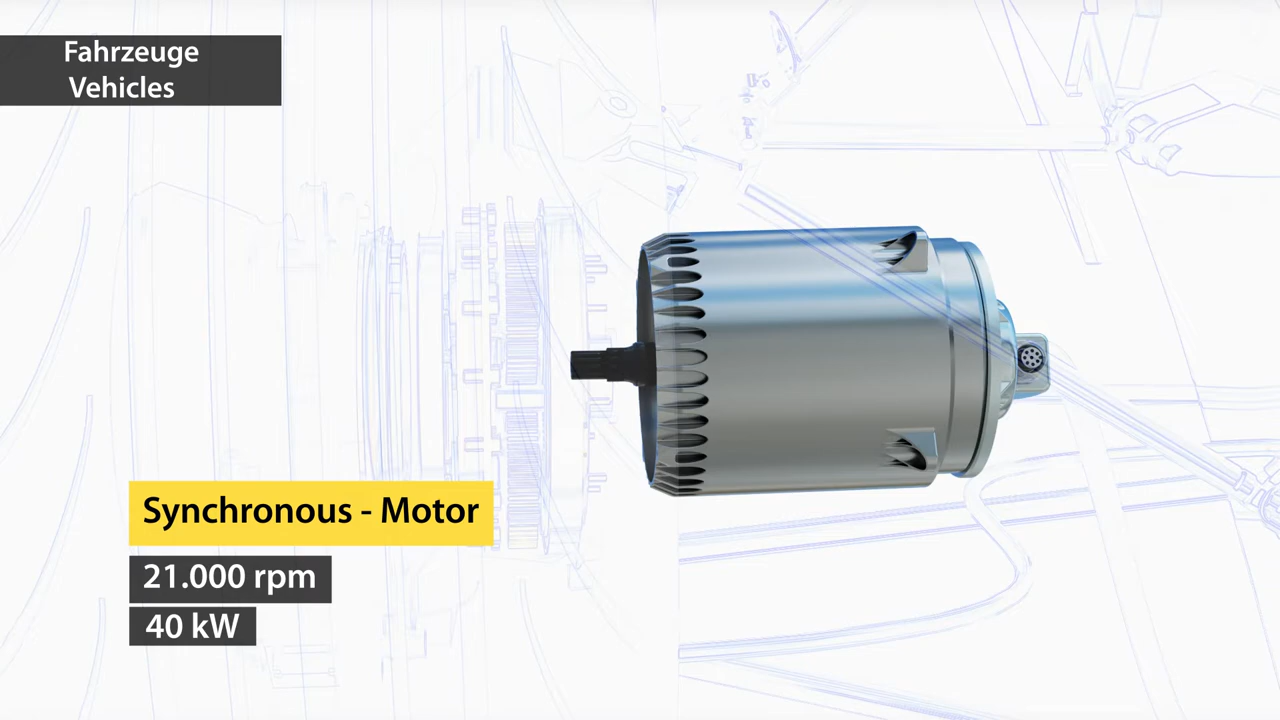 Fahrzeuge
Vehicles
Synchronous - Motor
21.000 rpm
40 kW